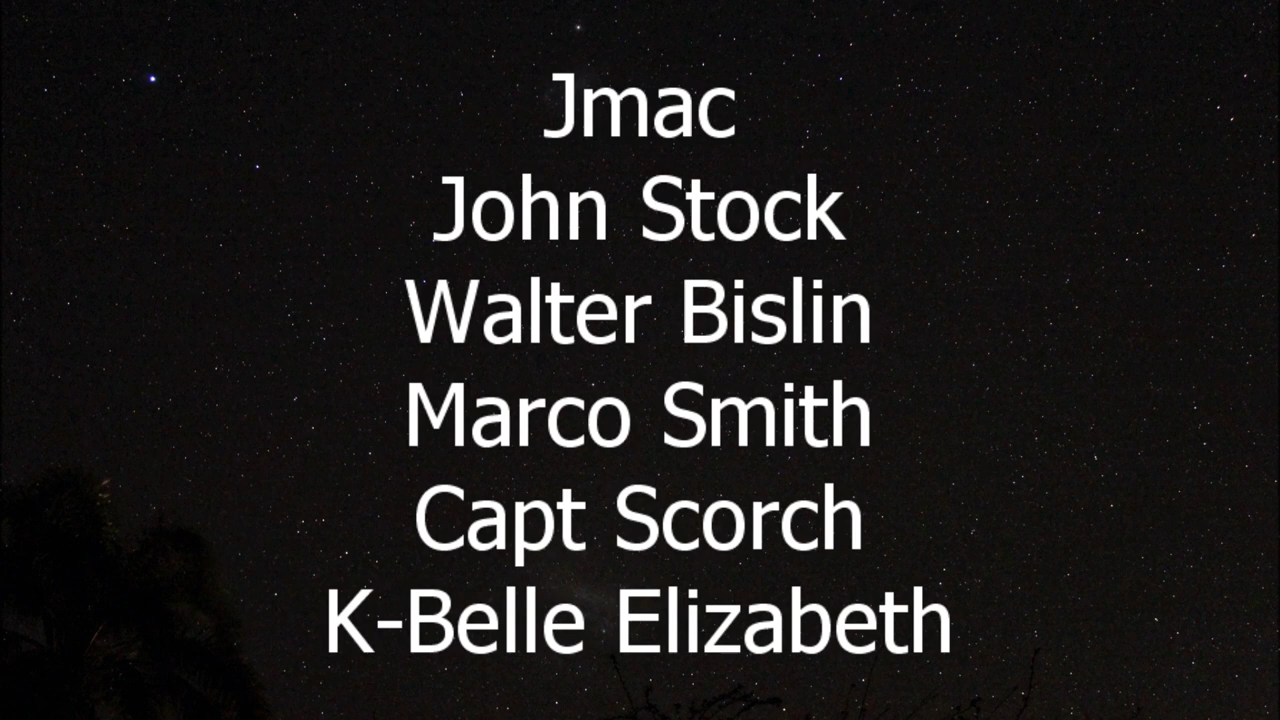 Jmac
John Stock
Walter Bislin
Marco Smith
Capt Scorch
K-Belle Elizabeth